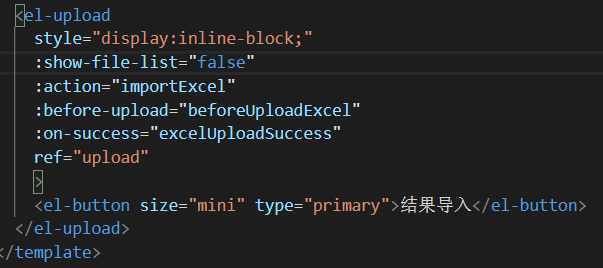 <el-upload
style="display:inline-block;"
:show-file-list="false"
:action="importExcel"
:before-upload="beforeUploadExcel"
:on-success="excelUploadSuccess"
ref="upload"
>
<el-button size="mini" type="primary">结果导入</el-button>
</el-upload>
</template>